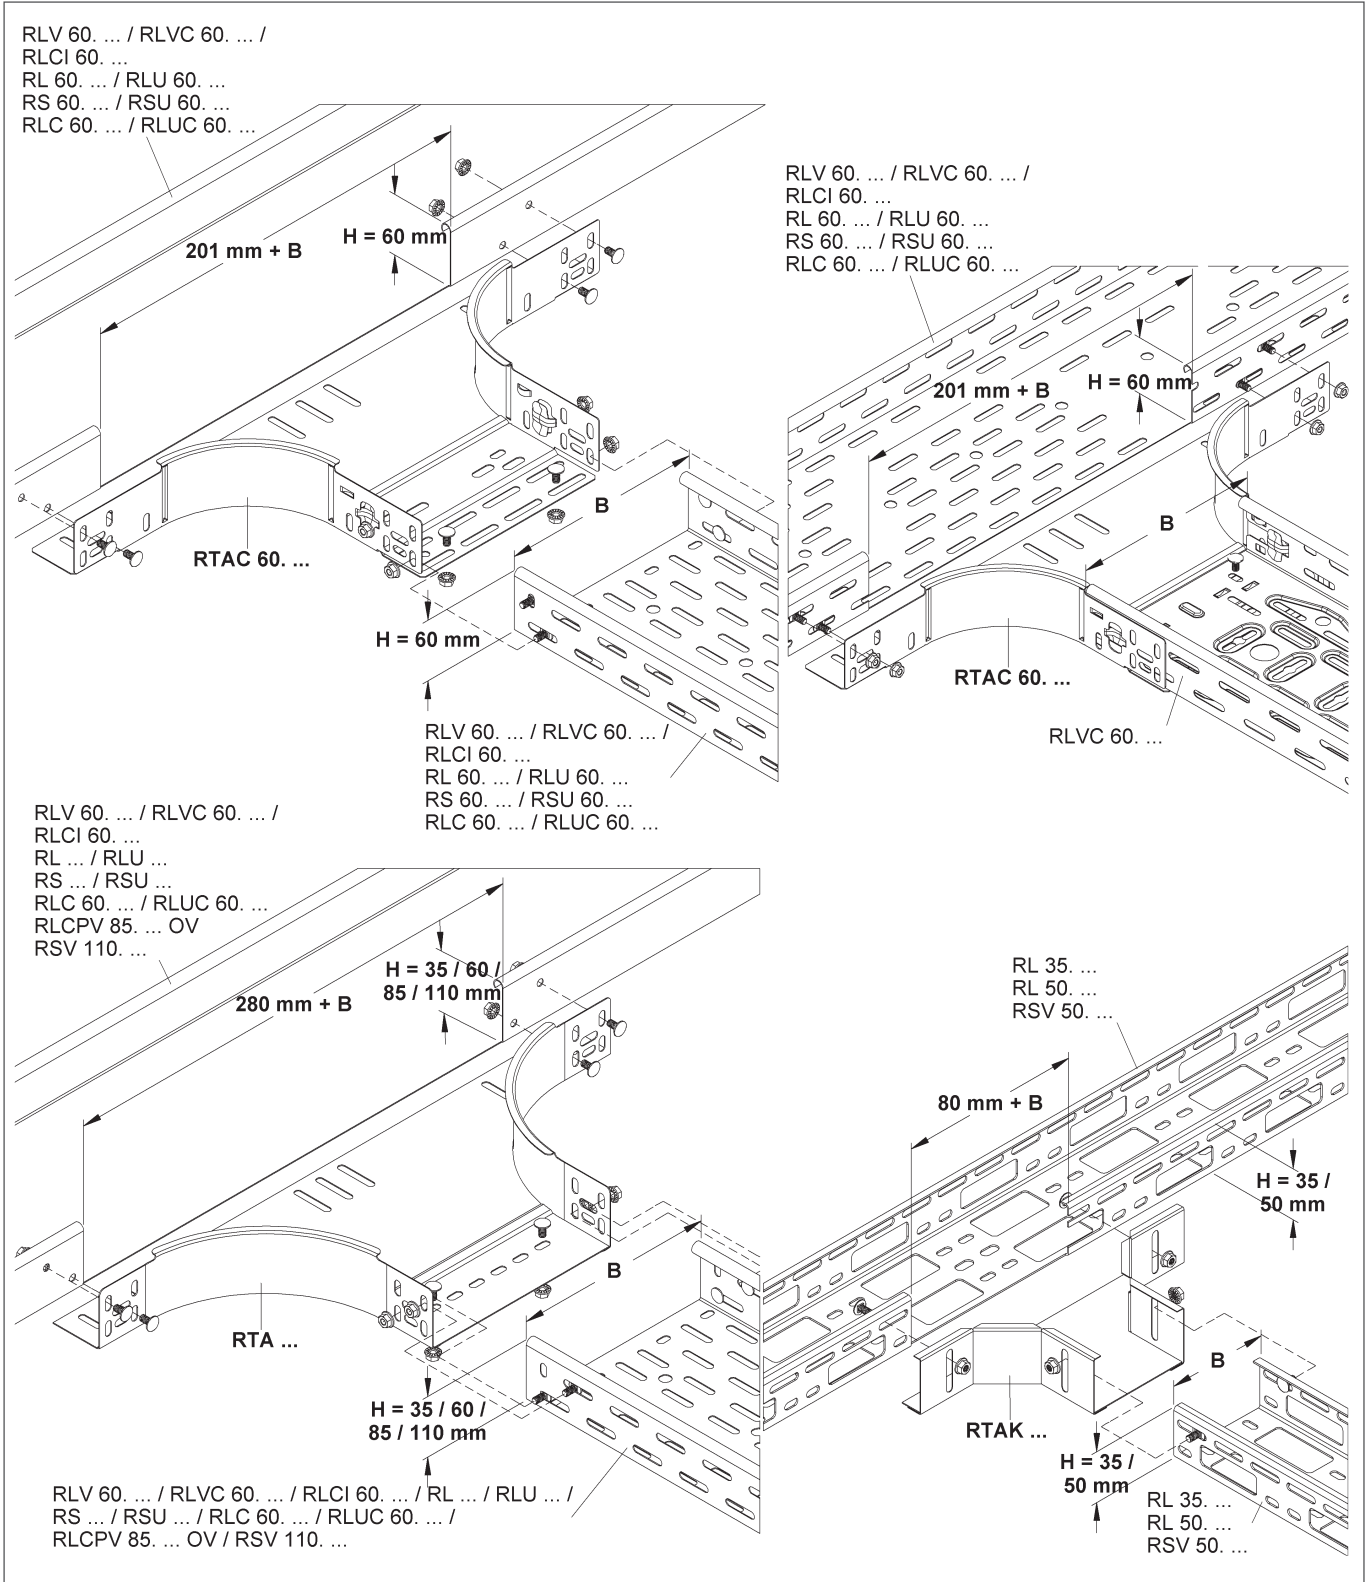 RLV 60. ... / RLVC 60. ... /
RLCI 60. ...
RL 60. ... / RLU 60. ...
RS 60. ... / RSU 60. ...
RLC 60. ... / RLUC 60. ...
201 mm + B
H = 60 mm
RTAC 60. ...
B
H = 60 mm
RLV 60. ... / RLVC 60. ... /
RLCI 60. ...
RL 60. ... / RLU 60. ...
RS 60. ... / RSU 60. ...
RLC 60. ... / RLUC 60. ...
RLV 60. ... / RLVC 60. ... /
RLCI 60. ...
RL 60. ... / RLU 60. ...
RS 60. ... / RSU 60. ...
RLC 60. ... / RLUC 60. ...
201 mm + B
H = 60 mm
B
RTAC 60. ...
RLVC 60. ...
RLV 60. ... / RLVC 60. ... /
RLCI 60. ...
RL ... / RLU ...
RS ... / RSU ...
RLC 60. ... / RLUC 60. ...
RLCPV 85. ... OV
RSV 110. ...
280 mm + B
H = 35 / 60 /
85 / 110 mm
B
RTA ...
H = 35 / 60 /
85 / 110 mm
RLV 60. ... / RLVC 60. ... / RLCI 60. ... / RL ... / RLU ... /
RS ... / RSU ... / RLC 60. ... / RLUC 60. ... /
RLCPV 85. ... OV / RSV 110. ...
RL 35. ...
RL 50. ...
RSV 50. ...
80 mm + B
H = 35 /
50 mm
B
RTAK ...
H = 35 /
50 mm
RL 35. ...
RL 50. ...
RSV 50. ...